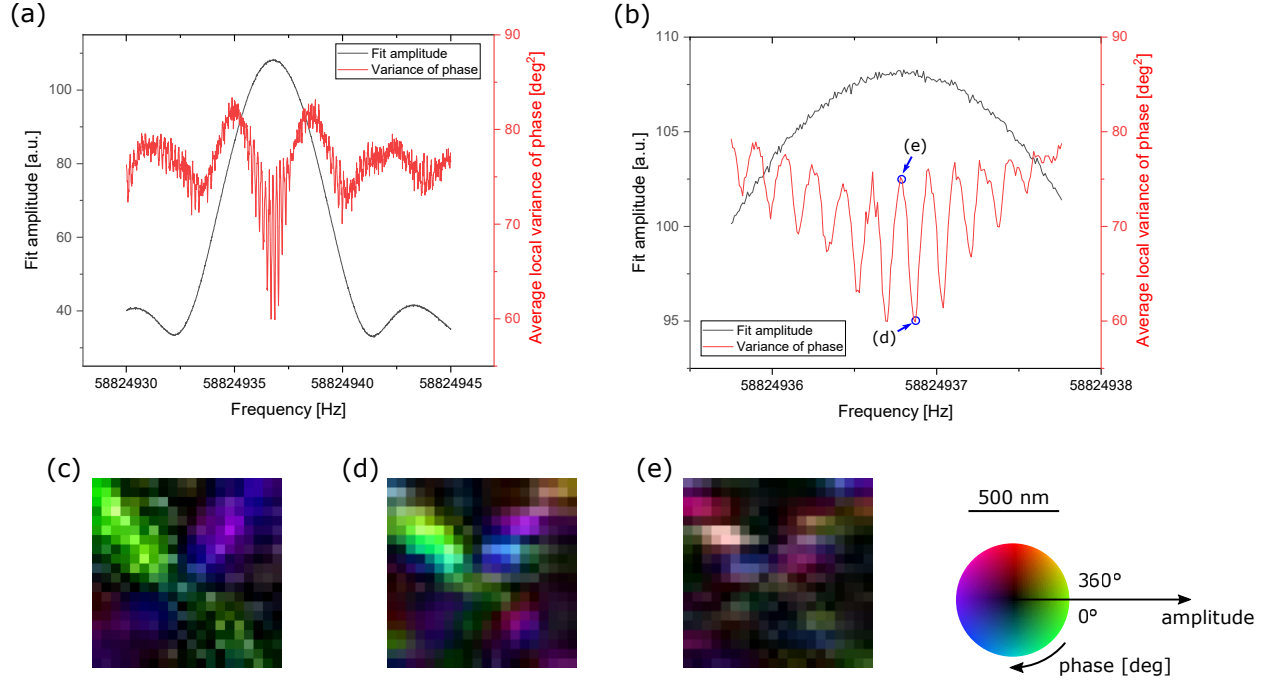 (a)
Fit amplitude
Variance of phase
Fit amplitude [a.u.]
100
80
60
40
Average local variance of phase [deg²]
90
80
70
60
58824930 58824935 58824940 58824945
Frequency [Hz]
(b)
Fit amplitude [a.u.]
110
105
100
95
Average local variance of phase [deg²]
90
80
70
60
(e)
(d)
Fit amplitude
Variance of phase
58824936 58824937 58824938
Frequency [Hz]
(c)
(d)
(e)
500 nm
360°
0°
amplitude
phase [deg]